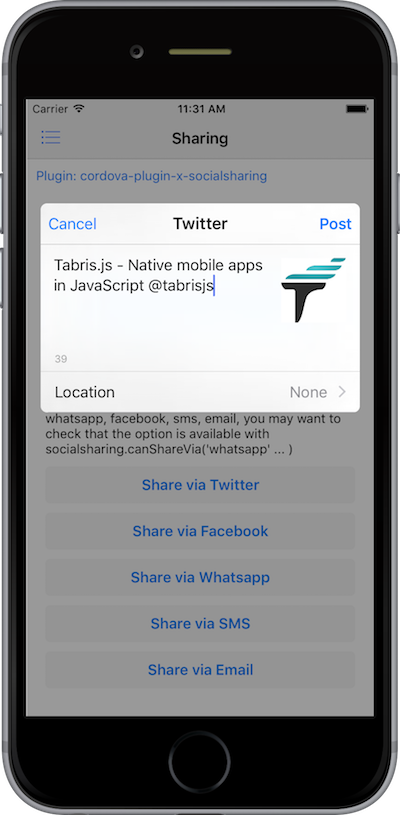 Carrier 11:31 AM
Sharing
Plugin: cordova-plugin-x-socialsharing
Cancel Twitter Post
Tabris.js - Native mobile apps
in JavaScript @tabrisjs
39
Location None
whatsapp, facebook, sms, email, you may want to
check that the option is available with
socialsharing.canShareVia('whatsapp' ... )
Share via Twitter
Share via Facebook
Share via Whatsapp
Share via SMS
Share via Email